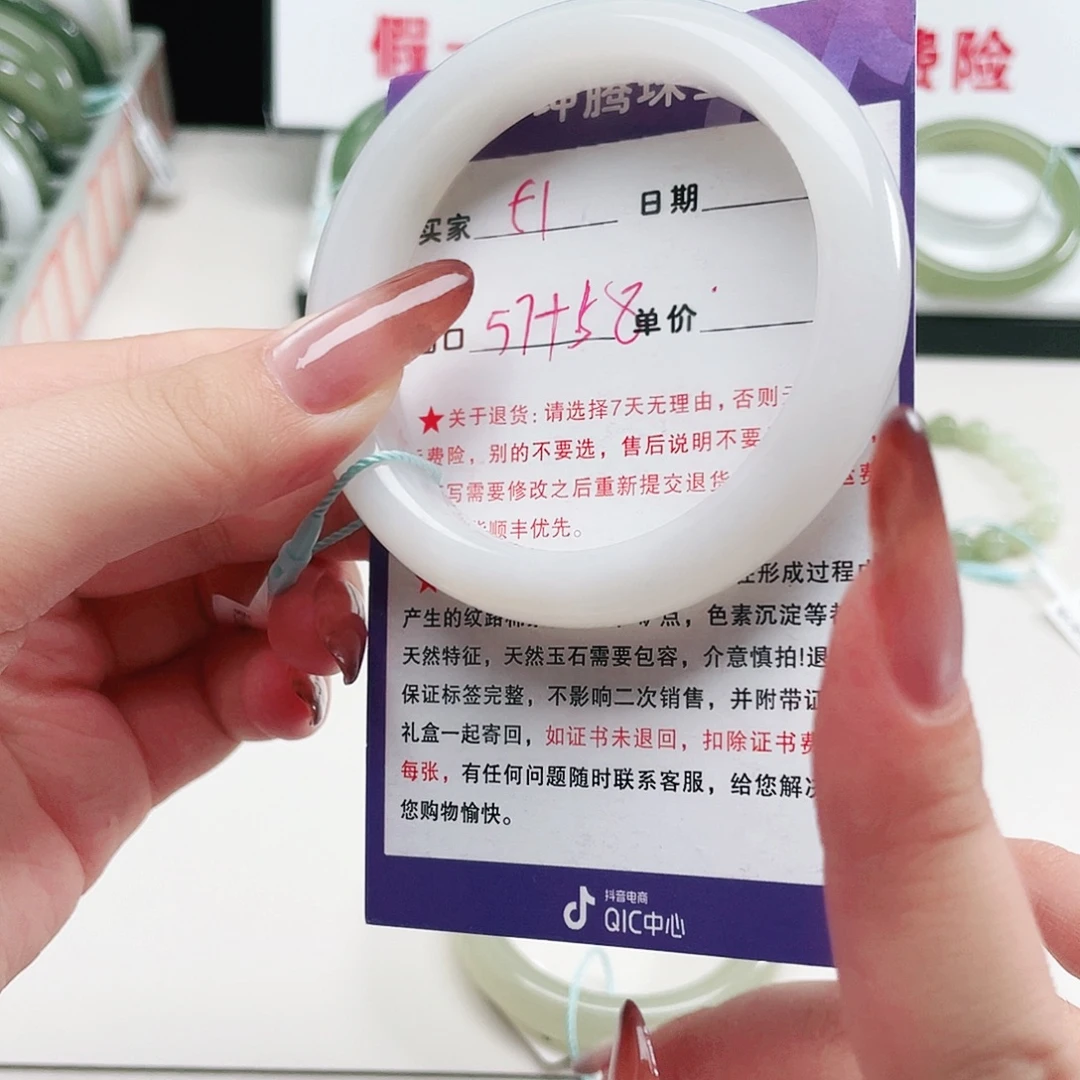 假
费险
腾珠
买家 E1 日期
口 57+58 单价
★关于退货:请选择7天无理由,否则
费险,别的不要选,售后说明不要
写需要修改之后重新提交退货 运费
顺丰优先。
形成过程
产生的纹路 点,色素沉淀等
天然特征,天然玉石需要包容,介意慎拍!退
保证标签完整,不影响二次销售,并附带证
礼盒一起寄回,如证书未退回,扣除证书费
每张,有任何问题随时联系客服,给您解决
您购物愉快。
抖音电商
QIC中心